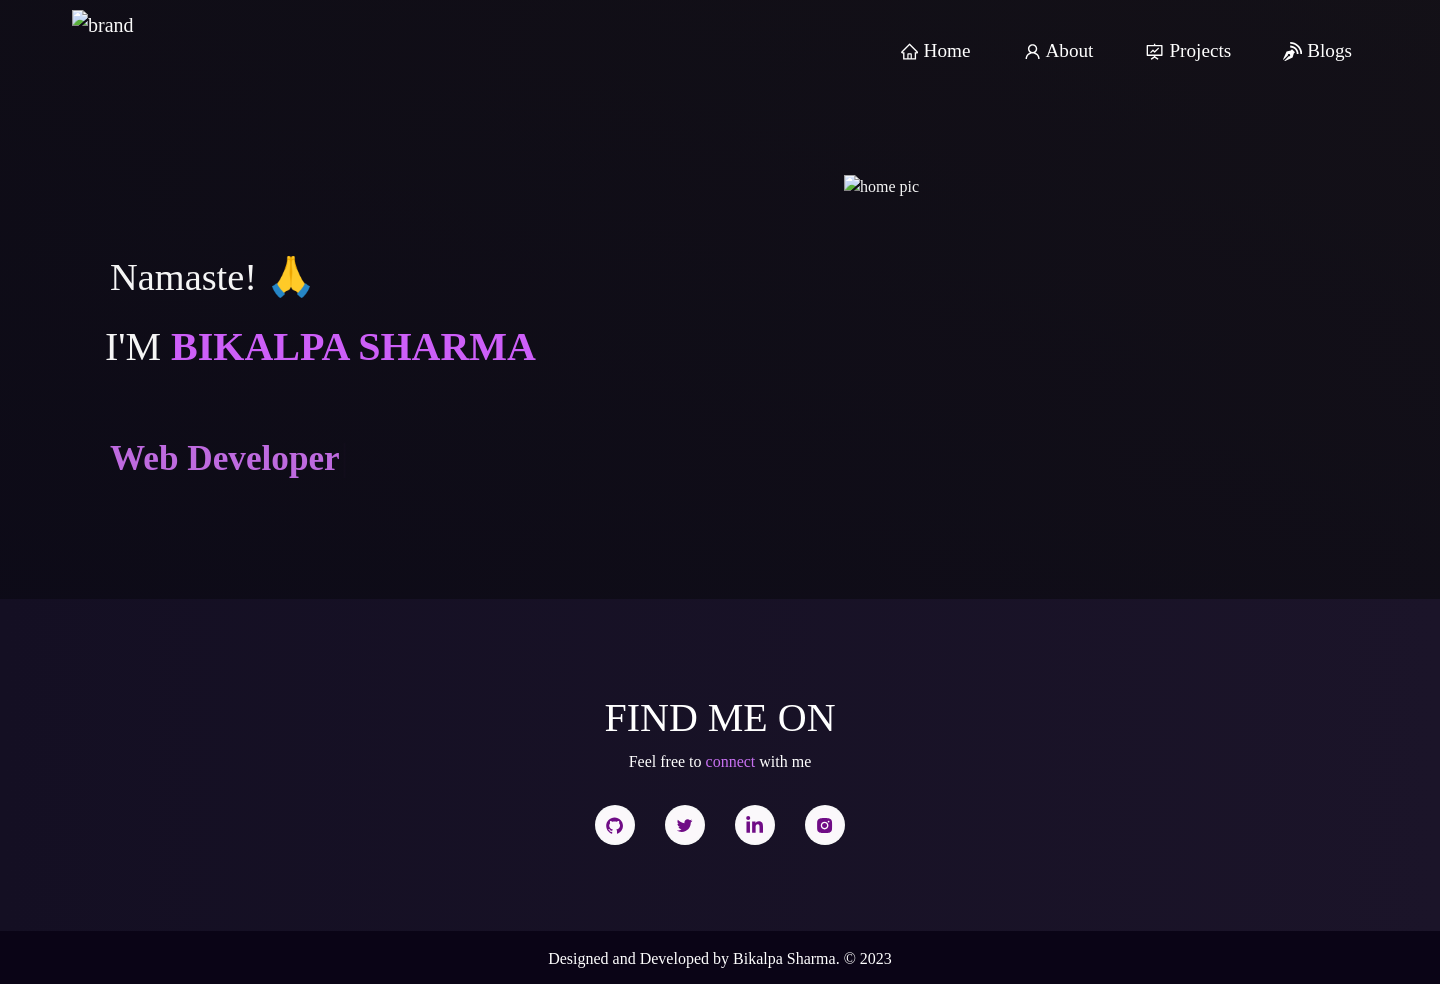 brand
Home
About
Projects
Blogs
home pic
Namaste! 🙏
I'M BIKALPA SHARMA
Web Developer
FIND ME ON
Feel free to connect with me
Designed and Developed by Bikalpa Sharma. © 2023